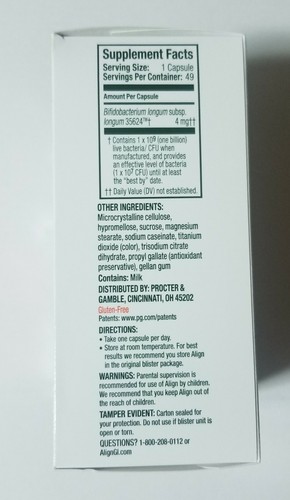 Supplement Facts
Serving Size: 1 Capsule
Servings Per Container: 49
Amount Per Capsule
Bifidobacterium longum subsp.
longum 35624™† 4 mg††
† Contains 1 x 10⁹ (one billion)
live bacteria/ CFU when
manufactured, and provides
an effective level of bacteria
(1 x 10⁷ CFU) until at least
the "best by" date.
†† Daily Value (DV) not established.
OTHER INGREDIENTS:
Microcrystalline cellulose,
hypromellose, sucrose, magnesium
stearate, sodium caseinate, titanium
dioxide (color), trisodium citrate
dihydrate, propyl gallate (antioxidant
preservative), gellan gum
Contains: Milk
DISTRIBUTED BY: PROCTER &
GAMBLE, CINCINNATI, OH 45202
Gluten-Free
Patents: www.pg.com/patents
DIRECTIONS:
• Take one capsule per day.
• Store at room temperature. For best
results we recommend you store Align
in the original blister package.
WARNINGS: Parental supervision is
recommended for use of Align by children.
We recommend that you keep Align out of
the reach of children.
TAMPER EVIDENT: Carton sealed for
your protection. Do not use if blister unit is
open or torn.
QUESTIONS? 1-800-208-0112 or
AlignGI.com